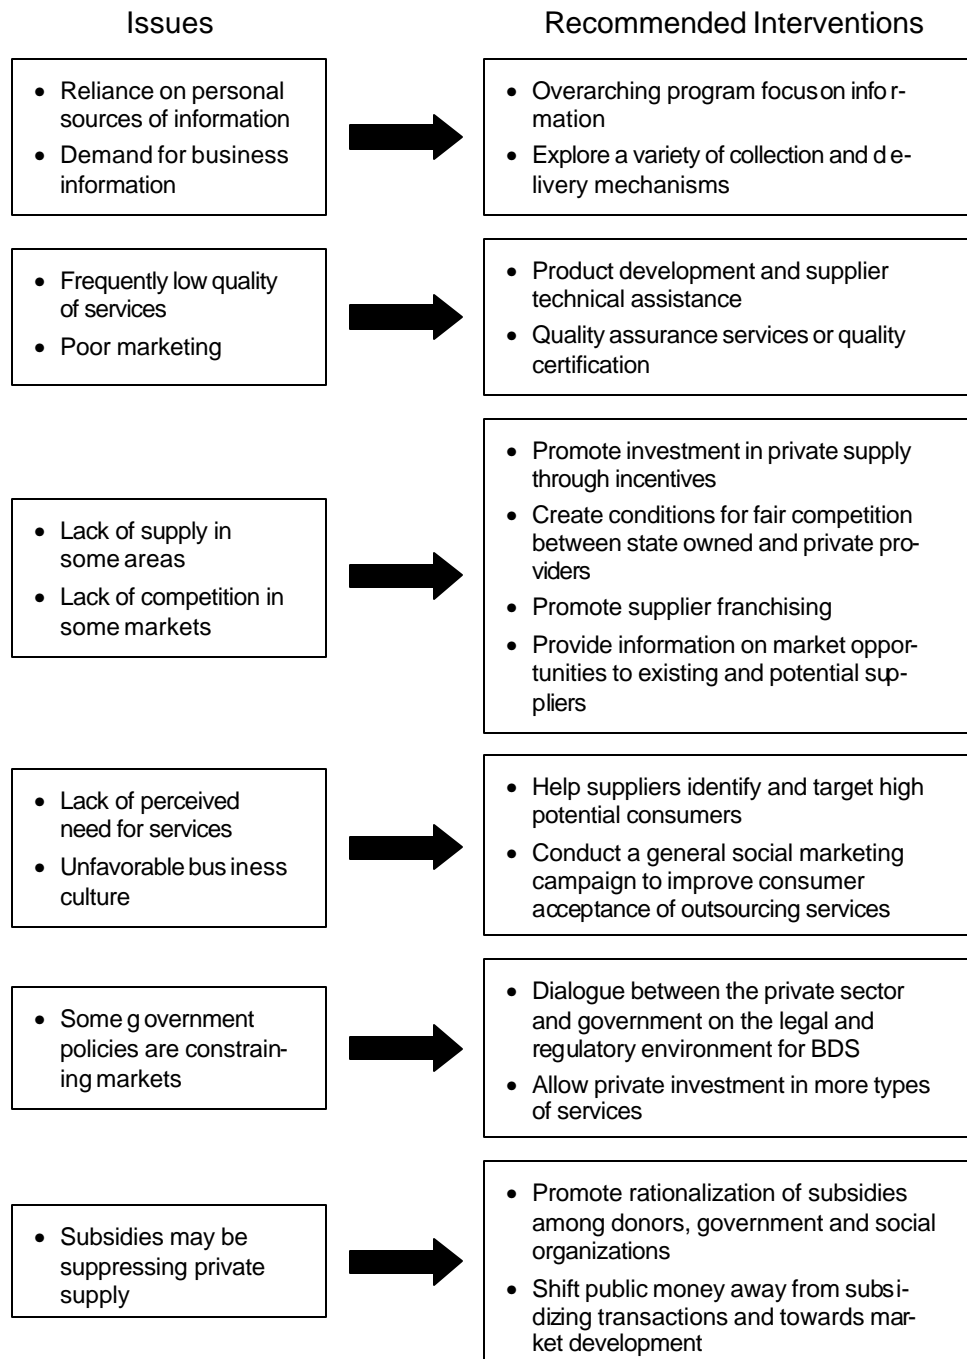 Issues
Recommended Interventions
• Reliance on personal
sources of information
• Demand for business
information
• Overarching program focus on infor-
mation
• Explore a variety of collection and de-
livery mechanisms
• Frequently low quality
of services
• Poor marketing
• Product development and supplier
technical assistance
• Quality assurance services or quality
certification
• Lack of supply in
some areas
• Lack of competition in
some markets
• Promote investment in private supply
through incentives
• Create conditions for fair competition
between state owned and private pro-
viders
• Promote supplier franchising
• Provide information on market oppor-
tunities to existing and potential sup-
pliers
• Lack of perceived
need for services
• Unfavorable business
culture
• Help suppliers identify and target high
potential consumers
• Conduct a general social marketing
campaign to improve consumer
acceptance of outsourcing services
• Some government
policies are constrain-
ing markets
• Dialogue between the private sector
and government on the legal and
regulatory environment for BDS
• Allow private investment in more types
of services
• Subsidies may be
suppressing private
supply
• Promote rationalization of subsidies
among donors, government and social
organizations
• Shift public money away from subsi-
dizing transactions and towards mar-
ket development